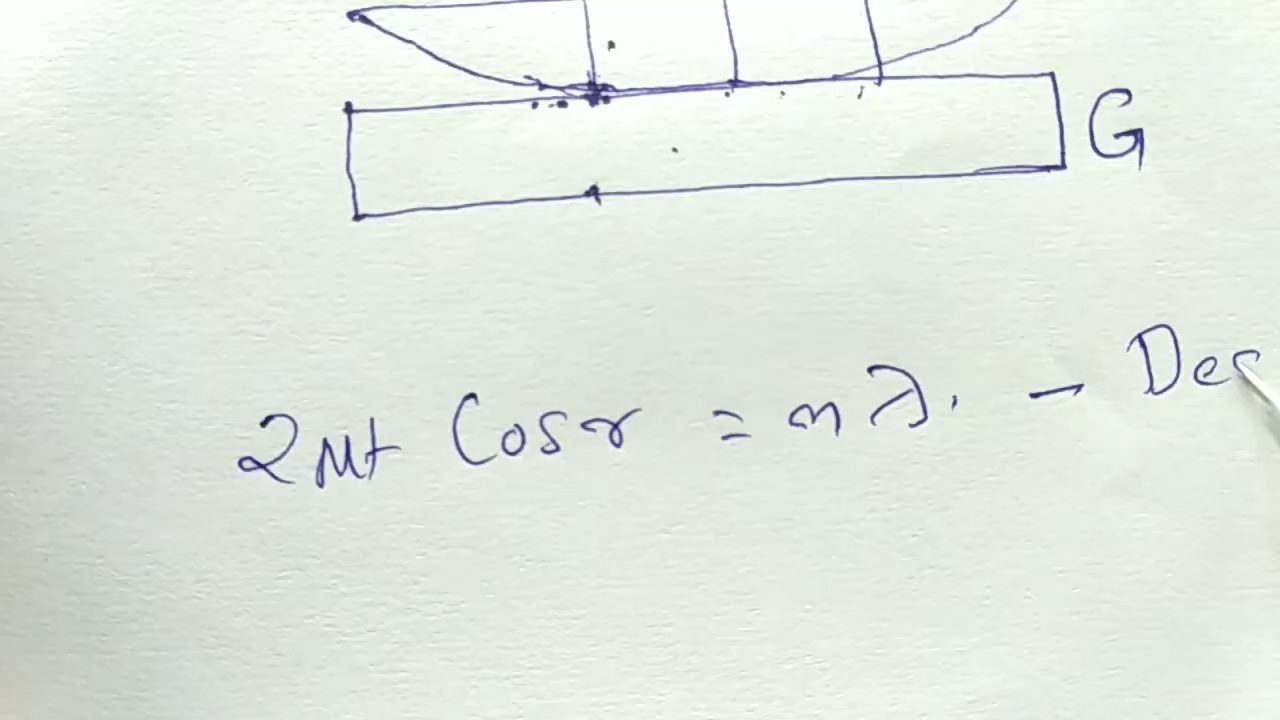 G
2μt Cos r = nλ. - Des